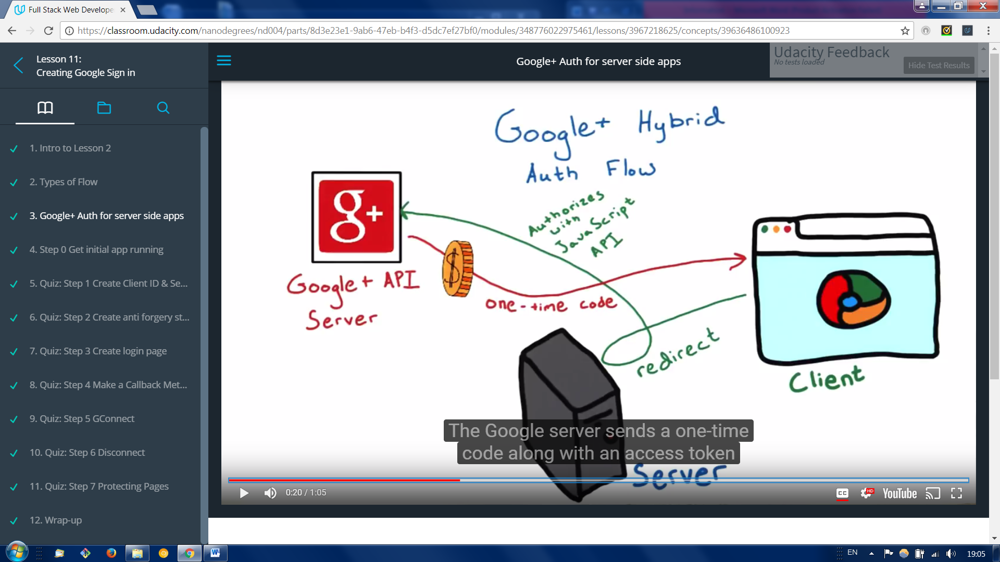 Full Stack Web Develope
https://classroom.udacity.com/nanodegrees/nd004/parts/8d3e23e1-9ab6-47eb-b4f3-d5dc7ef27bf0/modules/348776022975461/lessons/3967218625/concepts/39636486100923
Lesson 11:
Creating Google Sign in
Google+ Auth for server side apps
Udacity Feedback
No tests loaded
Hide Test Results
1. Intro to Lesson 2
2. Types of Flow
3. Google+ Auth for server side apps
4. Step 0 Get initial app running
5. Quiz: Step 1 Create Client ID & Se...
6. Quiz: Step 2 Create anti forgery st...
7. Quiz: Step 3 Create login page
8. Quiz: Step 4 Make a Callback Met...
9. Quiz: Step 5 GConnect
10. Quiz: Step 6 Disconnect
11. Quiz: Step 7 Protecting Pages
12. Wrap-up
Google+ Hybrid
Auth Flow
g+
Authorizes
with
JavaScript
API
Google+ API
Server
$
one-time code
redirect
Client
The Google server sends a one-time
code along with an access token
Server
0:20 / 1:05
CC
HD
YouTube
EN
19:05